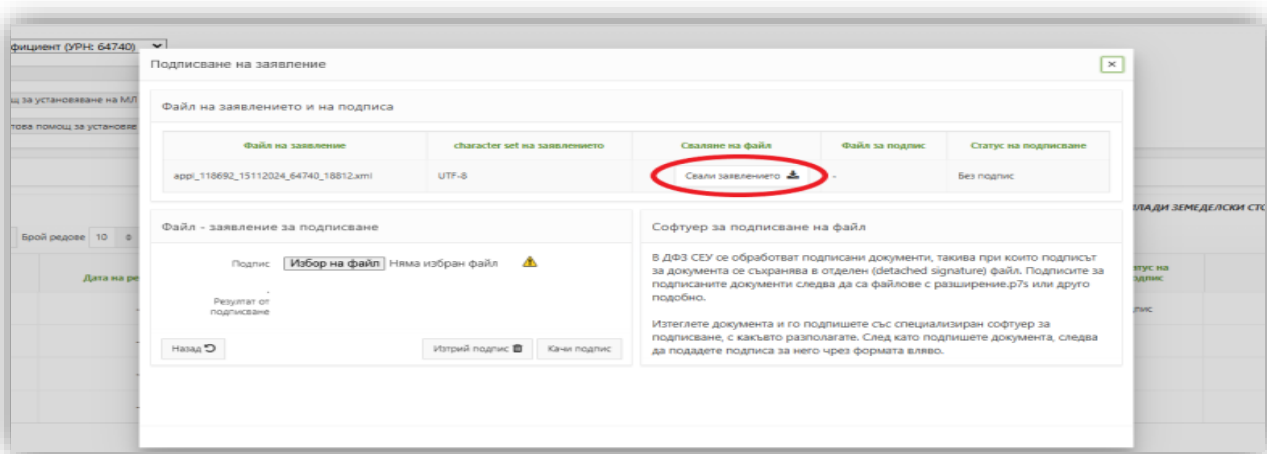 фициент (УРН: 64740)
Подписване на заявление
щ за установяване на МЛ
това помощ за установяв
Файл на заявлението и на подписа
Файл на заявление character set на заявлението Сваляне на файл Файл за подпис Статус на подписване
appl_118692_15112024_64740_18812.xml UTF-8 Свали заявлението - Без подпис
ЛАДИ ЗЕМЕДЕЛСКИ СТО
Файл - заявление за подписване
Софтуер за подписване на файл
Брой редове 10
Дата на ре
Подпис Избор на файл Няма избран файл
Резултат от
подписване
Назад Изтрий подпис Качи подпис
В ДФЗ СЕУ се обработват подписани документи, такива при които подписът
за документа се съхранява в отделен (detached signature) файл. Подписите за
подписаните документи следва да са файлове с разширение.p7s или друго
подобно.
Изтеглете документа и го подпишете със специализиран софтуер за
подписване, с какъвто разполагате. След като подпишете документа, следва
да подадете подписа за него чрез формата вляво.